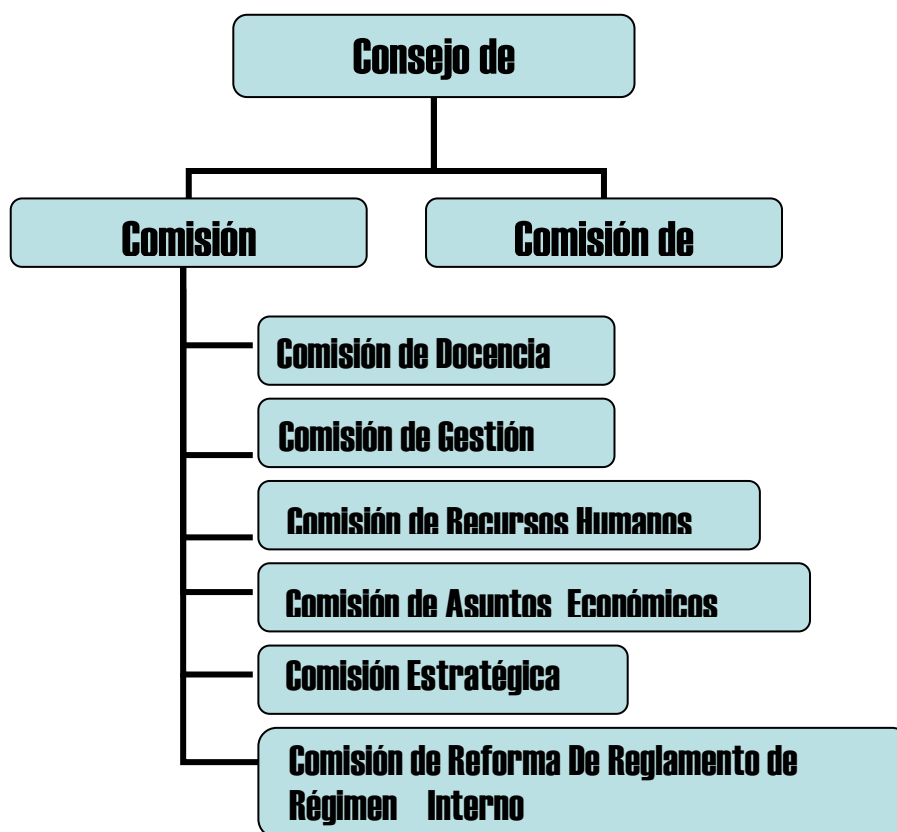 Consejo de
Comisión
Comisión de
Comisión de Docencia
Comisión de Gestión
Comisión de Recursos Humanos
Comisión de Asuntos Económicos
Comisión Estratégica
Comisión de Reforma De Reglamento de
Régimen Interno